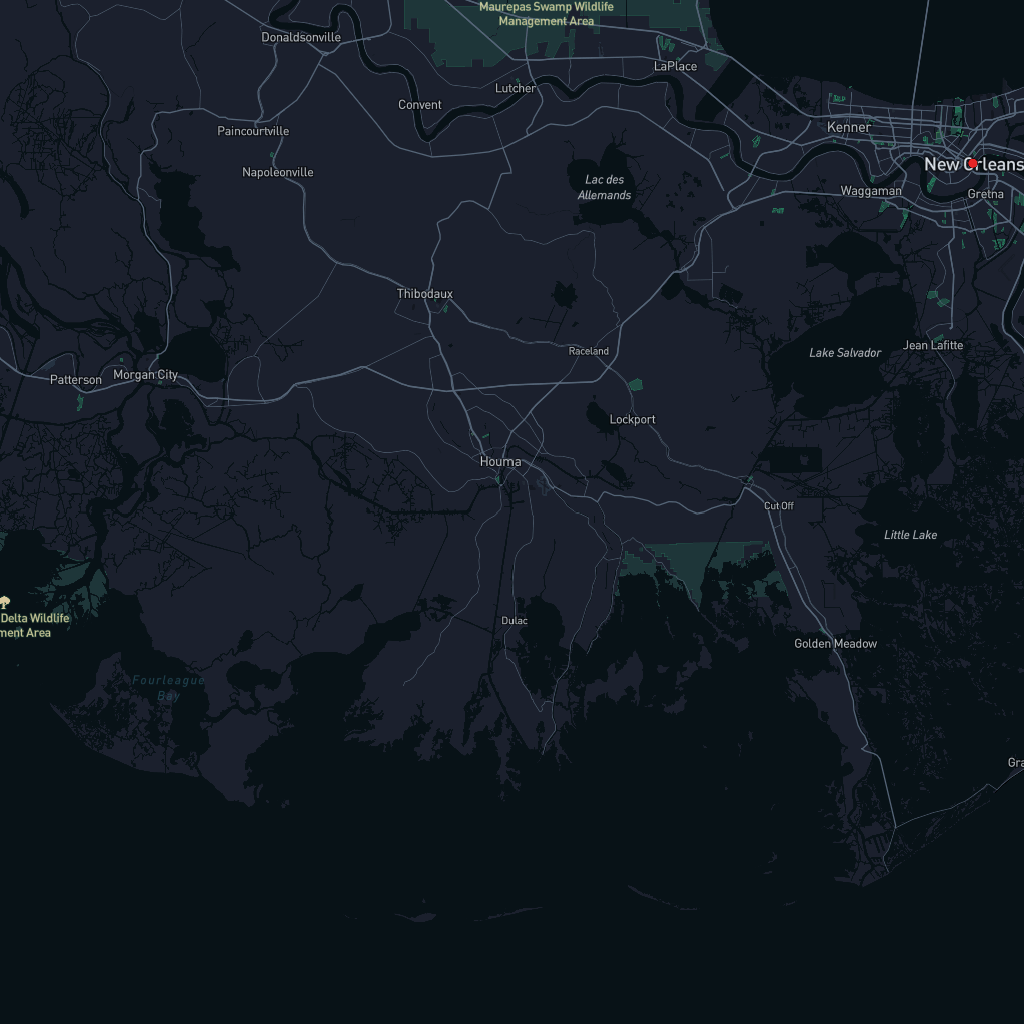 Maurepas Swamp Wildlife
Management Area
Donaldsonville
LaPlace
Lutcher
Convent
Kenner
Paincourtville
New Orleans
Napoleonville
Lac des
Allemands
Waggaman
Gretna
Thibodaux
Raceland
Jean Lafitte
Lake Salvador
Patterson
Morgan City
Lockport
Houma
Cut Off
Little Lake
Delta Wildlife
ment Area
Dulac
Golden Meadow
Fourleague
Bay
Gra